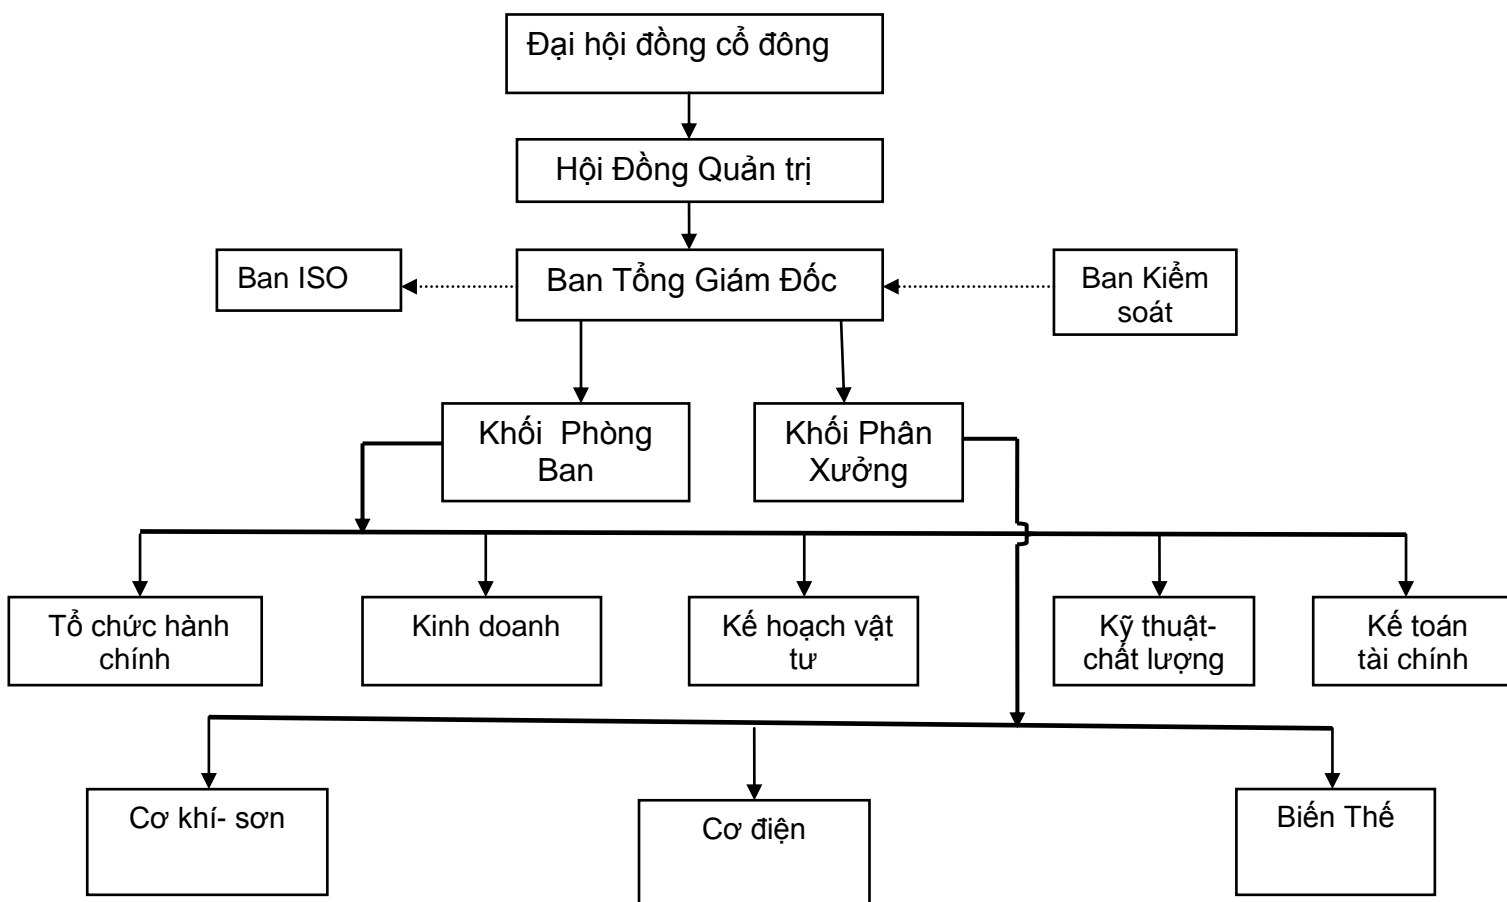 Đại hội đồng cổ đông
Hội Đồng Quản trị
Ban ISO
Ban Tổng Giám Đốc
Ban Kiểm
soát
Khối Phòng
Ban
Khối Phân
Xưởng
Tổ chức hành
chính
Kinh doanh
Kế hoạch vật
tư
Kỹ thuật-
chất lượng
Kế toán
tài chính
Cơ khí- sơn
Cơ điện
Biến Thế